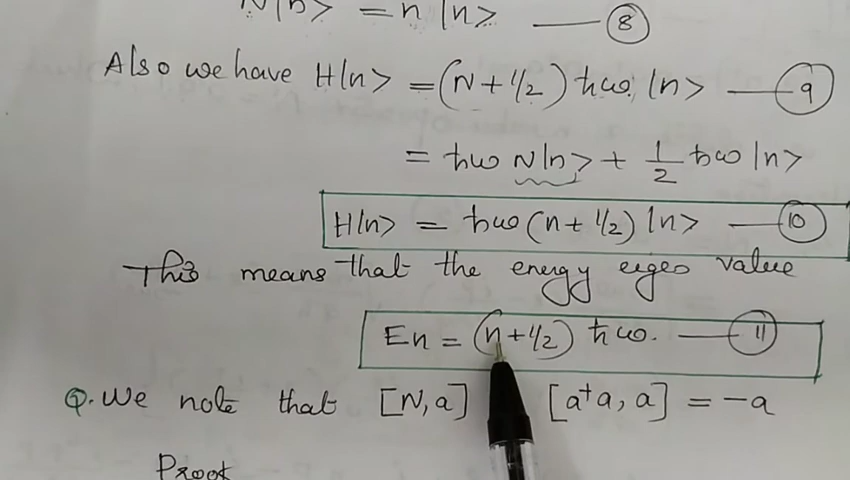 N|n> = n |n> — 8
Also we have H|n> = (N + 1/2) ħω |n> — 9
= ħω N|n> + 1/2 ħω |n>
H|n> = ħω (n + 1/2) |n> — 10
This means that the energy eigen value
En = (n + 1/2) ħω. — 11
Q. We note that [N, a] [a†a, a] = -a
Proof